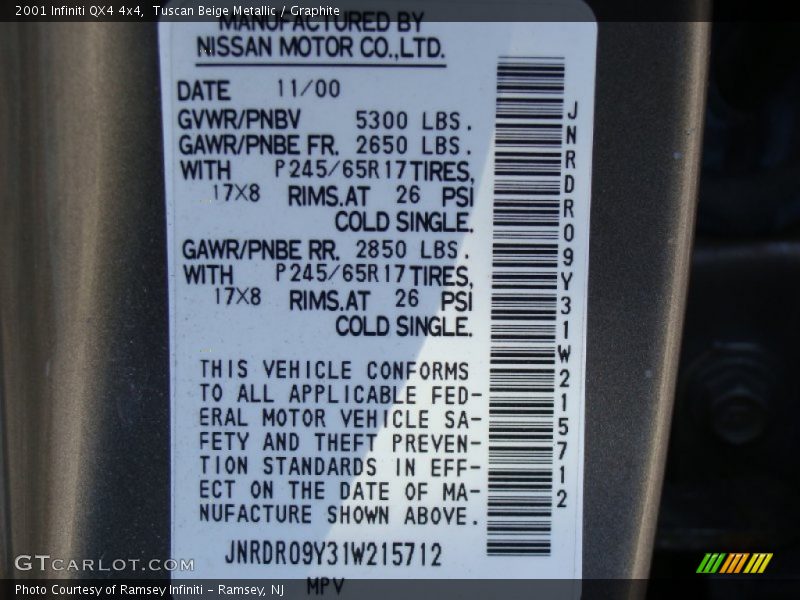 2001 Infiniti QX4 4x4,  Tuscan Beige Metallic / Graphite
MANUFACTURED BY
NISSAN MOTOR CO.,LTD.
DATE 11/00
GVWR/PNBV 5300 LBS.
GAWR/PNBE FR. 2650 LBS.
WITH P245/65R17 TIRES,
17X8 RIMS.AT 26 PSI
COLD SINGLE.
GAWR/PNBE RR. 2850 LBS.
WITH P245/65R17 TIRES,
17X8 RIMS.AT 26 PSI
COLD SINGLE.
THIS VEHICLE CONFORMS
TO ALL APPLICABLE FED-
ERAL MOTOR VEHICLE SA-
FETY AND THEFT PREVEN-
TION STANDARDS IN EFF-
ECT ON THE DATE OF MA-
NUFACTURE SHOWN ABOVE.
JNRDR09Y31W215712
MPV
JNRDR09Y31W215712
GTCARLOT.COM
Photo Courtesy of Ramsey Infiniti - Ramsey, NJ